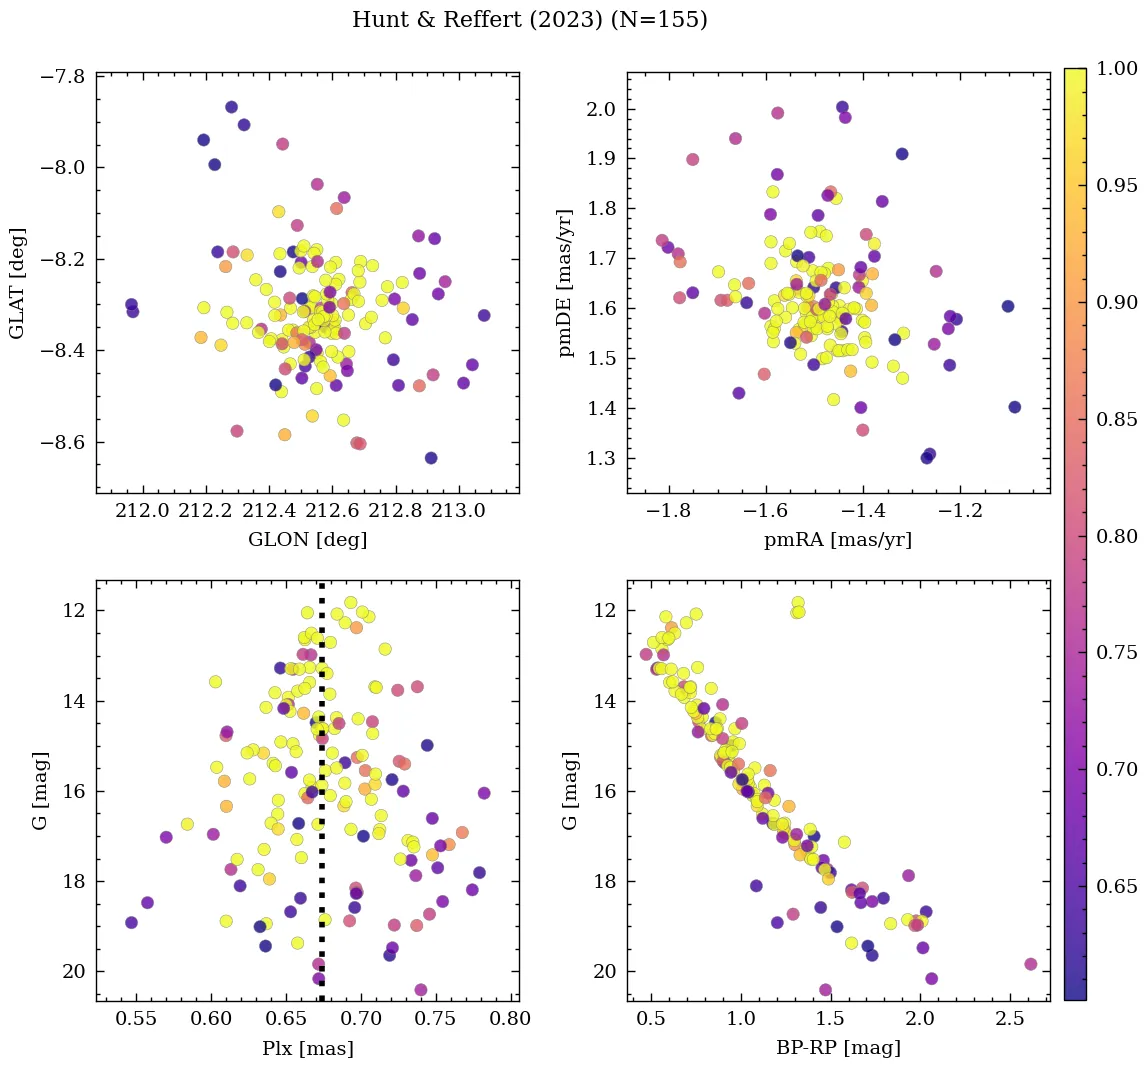 Hunt & Reffert (2023) (N=155)
−7.8
−8.0
−8.2
−8.4
−8.6
GLAT [deg]
212.0 212.2 212.4 212.6 212.8 213.0
GLON [deg]
2.0
1.9
1.8
1.7
1.6
1.5
1.4
1.3
pmDE [mas/yr]
−1.8 −1.6 −1.4 −1.2
pmRA [mas/yr]
1.00
0.95
0.90
0.85
0.80
0.75
0.70
0.65
12
14
16
18
20
G [mag]
0.55 0.60 0.65 0.70 0.75 0.80
Plx [mas]
12
14
16
18
20
G [mag]
0.5 1.0 1.5 2.0 2.5
BP-RP [mag]